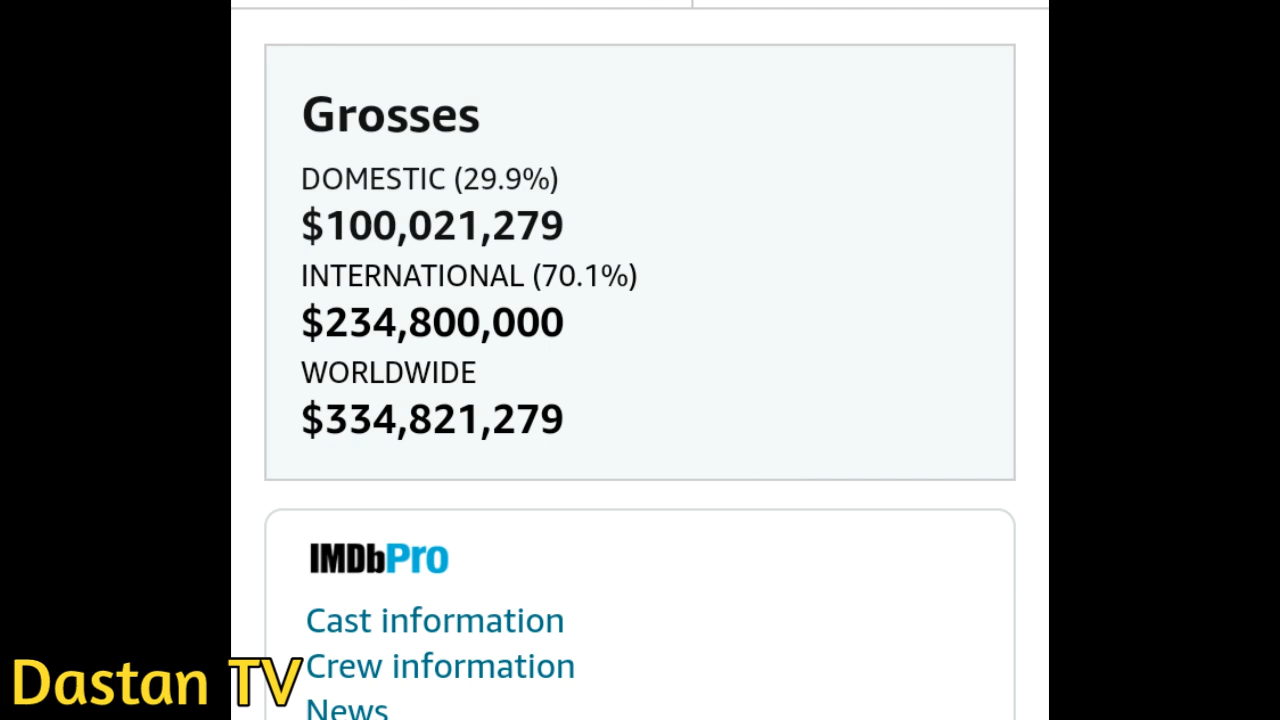 Grosses
DOMESTIC (29.9%)
$100,021,279
INTERNATIONAL (70.1%)
$234,800,000
WORLDWIDE
$334,821,279
IMDbPro
Cast information
Crew information
News
Dastan TV